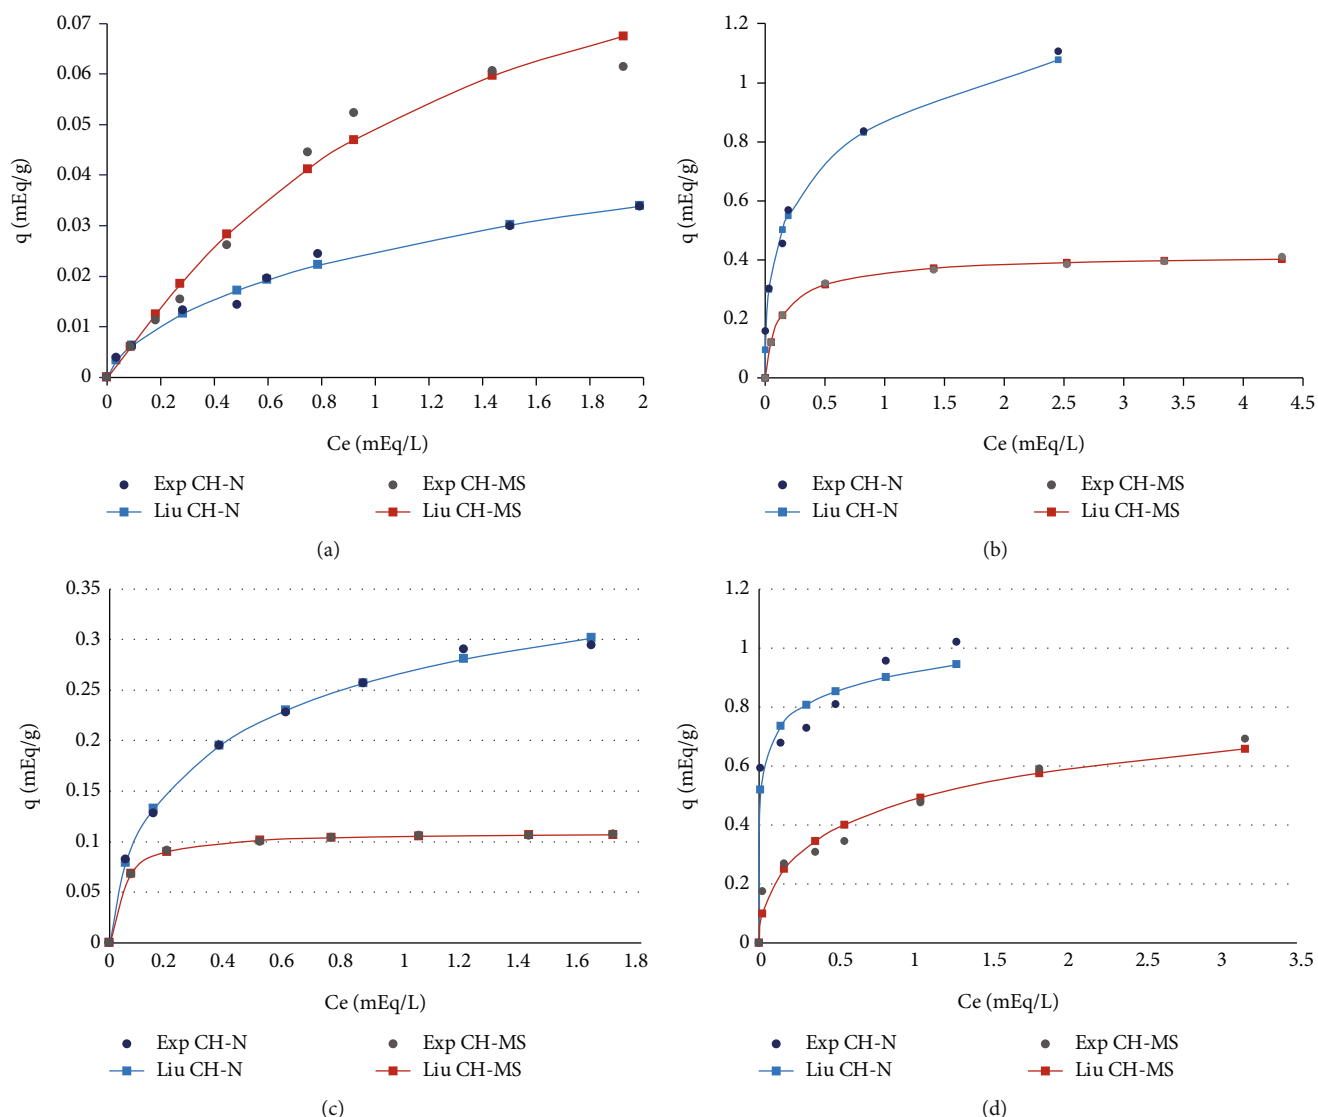 0.07
0.06
0.05
0.04
0.03
0.02
0.01
0
q (mEq/g)
0 0.2 0.4 0.6 0.8 1 1.2 1.4 1.6 1.8 2
Ce (mEq/L)
Exp CH-N Exp CH-MS
Liu CH-N Liu CH-MS
(a)
1.2
1
0.8
0.6
0.4
0.2
0
q (mEq/g)
0 0.5 1 1.5 2 2.5 3 3.5 4 4.5
Ce (mEq/L)
Exp CH-N Exp CH-MS
Liu CH-N Liu CH-MS
(b)
0.35
0.3
0.25
0.2
0.15
0.1
0.05
0
q (mEq/g)
0 0.2 0.4 0.6 0.8 1 1.2 1.4 1.6 1.8
Ce (mEq/L)
Exp CH-N Exp CH-MS
Liu CH-N Liu CH-MS
(c)
1.2
1
0.8
0.6
0.4
0.2
0
q (mEq/g)
0 0.5 1 1.5 2 2.5 3 3.5
Ce (mEq/L)
Exp CH-N Exp CH-MS
Liu CH-N Liu CH-MS
(d)